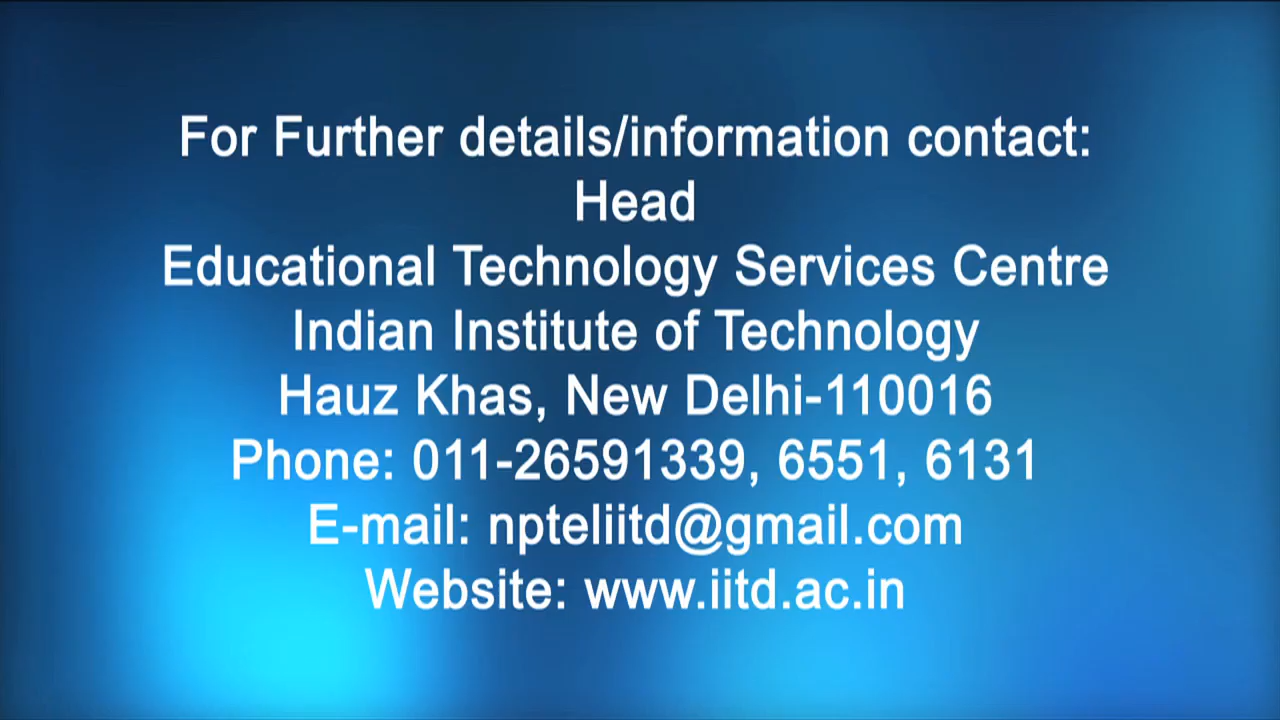 For Further details/information contact:
Head
Educational Technology Services Centre
Indian Institute of Technology
Hauz Khas, New Delhi-110016
Phone: 011-26591339, 6551, 6131
E-mail: npteliitd@gmail.com
Website: www.iitd.ac.in